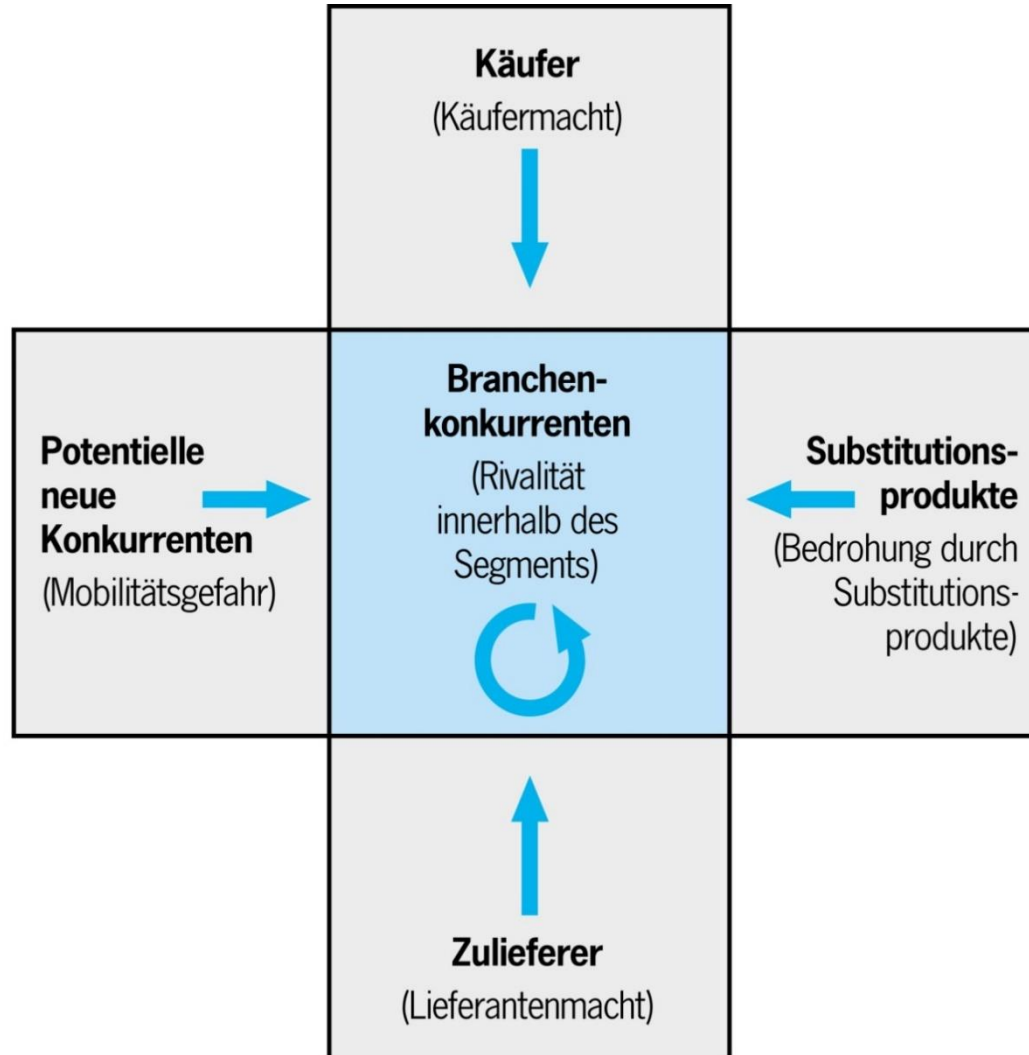 Käufer
(Käufermacht)
Potentielle
neue
Konkurrenten
(Mobilitätsgefahr)
Branchen-
konkurrenten
(Rivalität
innerhalb des
Segments)
Substitutions-
produkte
(Bedrohung durch
Substitutions-
produkte)
Zulieferer
(Lieferantenmacht)